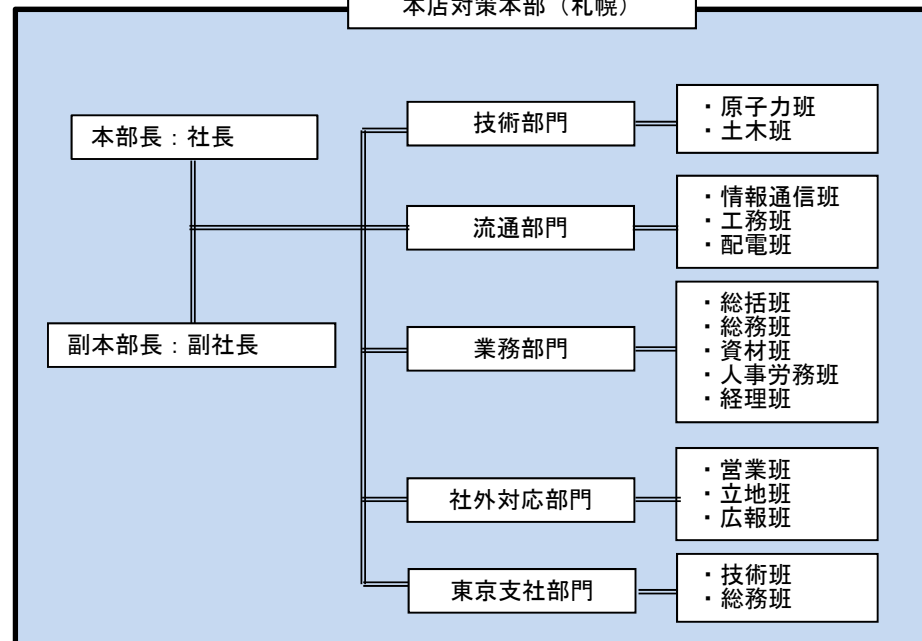 本店対策本部（札幌）
本部長：社長
副本部長：副社長
技術部門
・原子力班
・土木班
流通部門
・情報通信班
・工務班
・配電班
業務部門
・総括班
・総務班
・資材班
・人事労務班
・経理班
社外対応部門
・営業班
・立地班
・広報班
東京支社部門
・技術班
・総務班